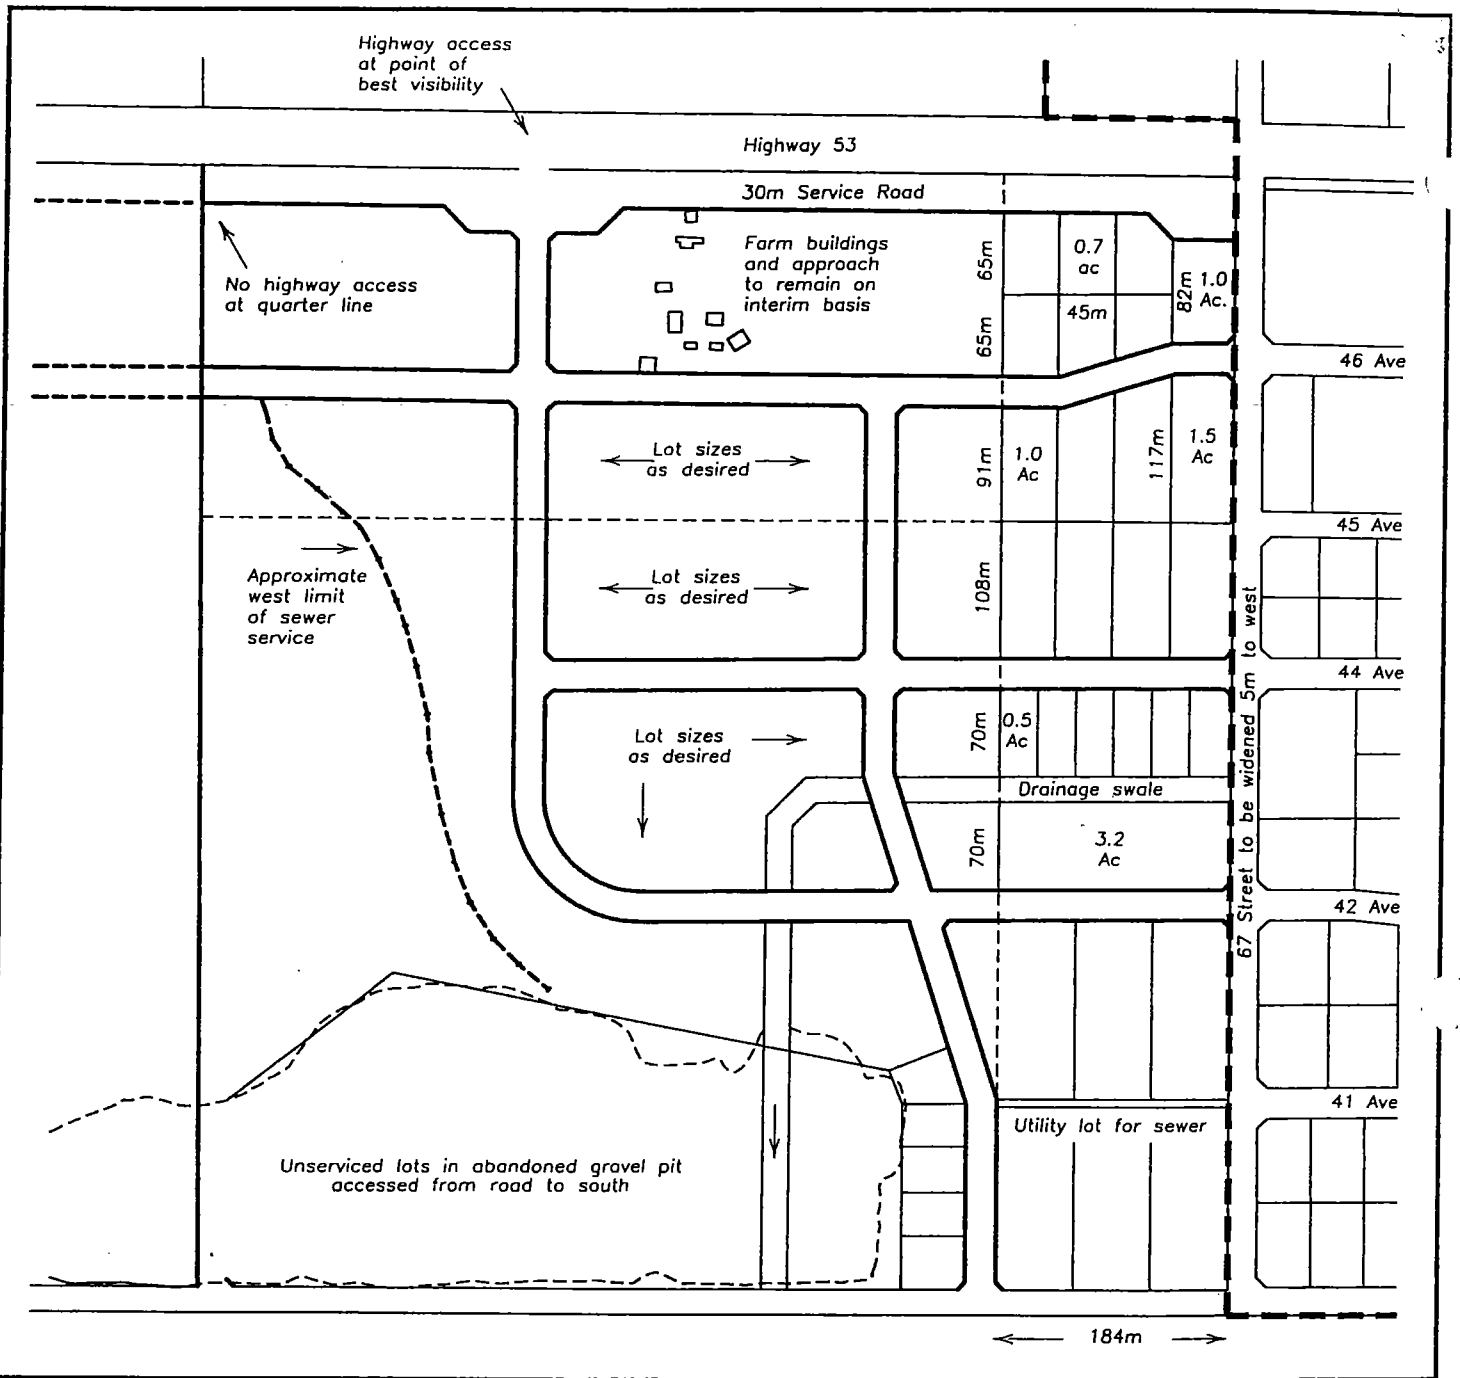 Highway access
at point of
best visibility
Highway 53
30m Service Road
No highway access
at quarter line
Farm buildings
and approach
to remain on
interim basis
65m
65m
0.7
ac
45m
82m
1.0
Ac.
46 Ave
Lot sizes
as desired
91m
1.0
Ac
117m
1.5
Ac
45 Ave
Approximate
west limit
of sewer
service
Lot sizes
as desired
108m
44 Ave
67 Street to be widened 5m to west
Lot sizes
as desired
70m
0.5
Ac
Drainage swale
70m
3.2
Ac
42 Ave
41 Ave
Utility lot for sewer
Unserviced lots in abandoned gravel pit
accessed from road to south
184m